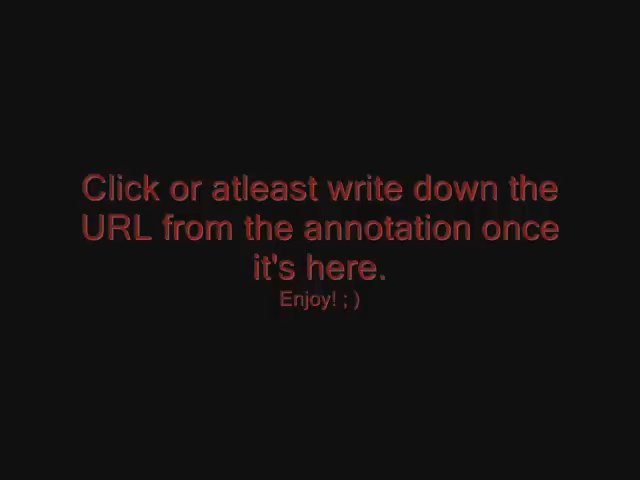 Click or atleast write down the
URL from the annotation once
it's here.
Enjoy! ; )